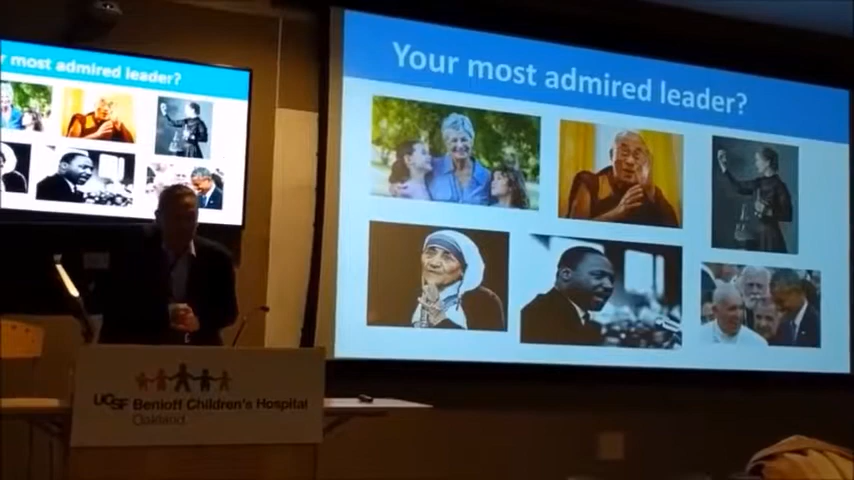 r most admired leader?
Your most admired leader?
UCSF Benioff Children's Hospital
Oakland